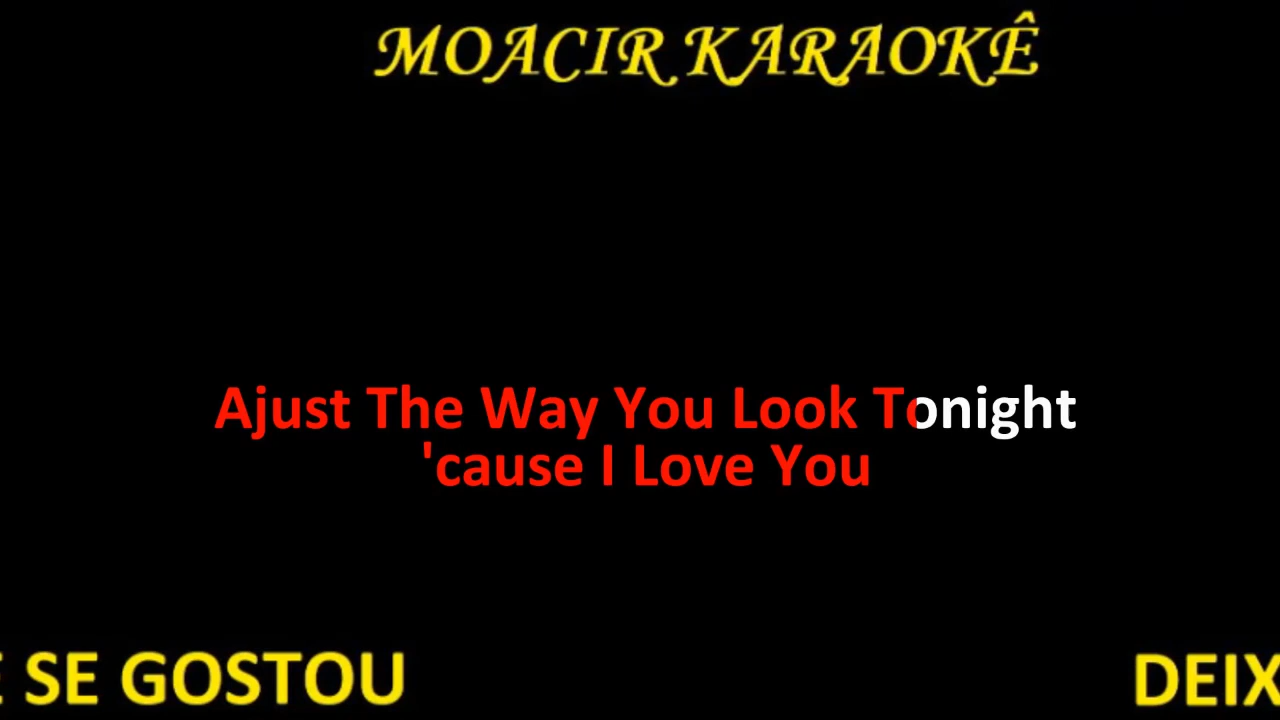 MOACIR KARAOKÊ
Ajust The Way You Look Tonight
'cause I Love You
E SE GOSTOU DEIX